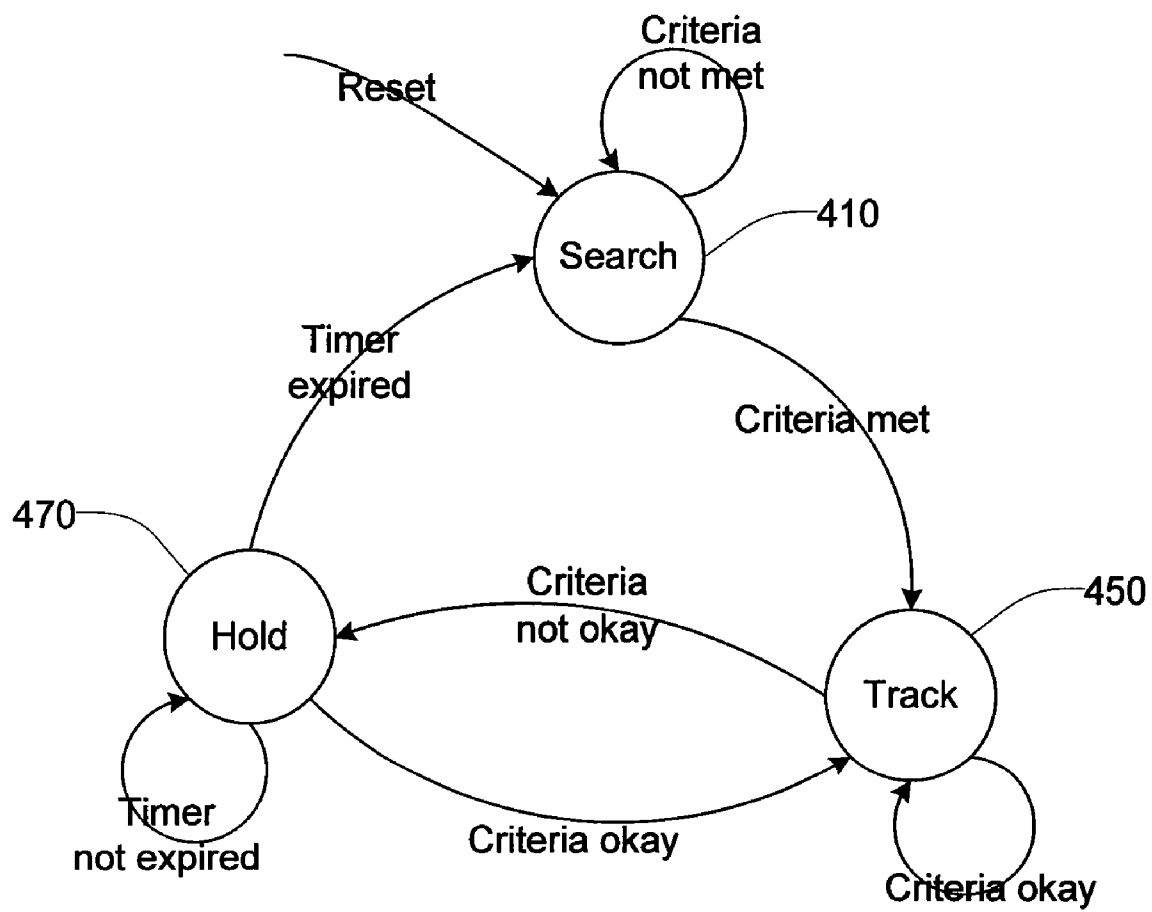 Criteria
not met
Reset
410
Search
Timer
expired
Criteria met
470
Criteria
not okay
450
Hold
Track
Timer
not expired
Criteria okay
Criteria okay